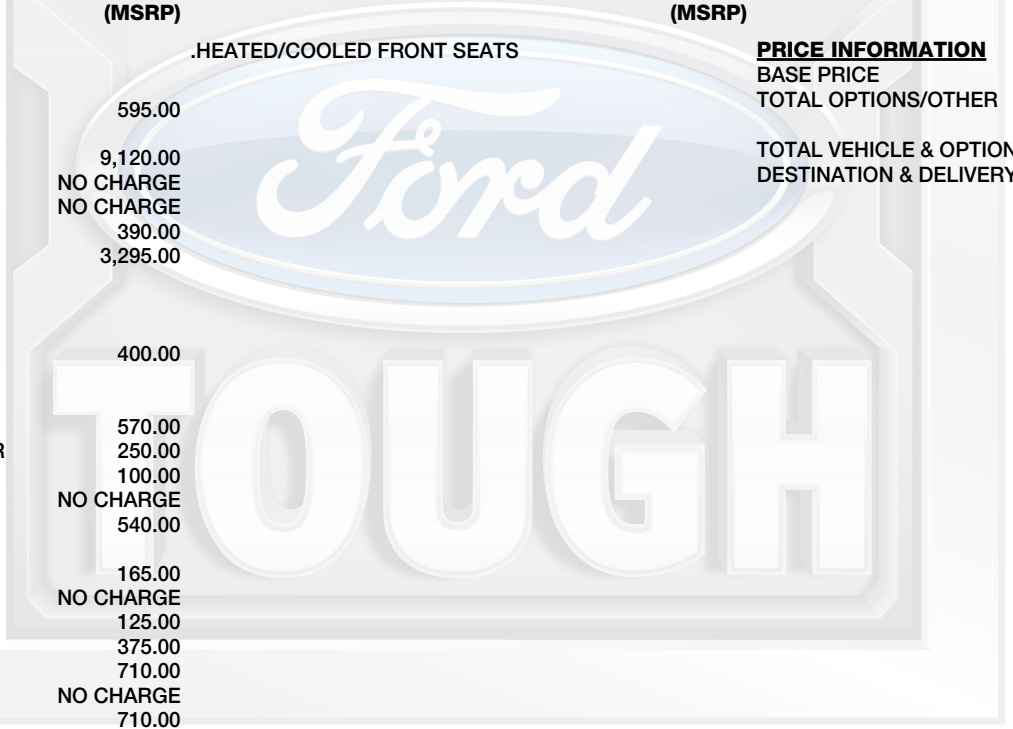 (MSRP)
(MSRP)
.HEATED/COOLED FRONT SEATS
595.00
9,120.00
NO CHARGE
NO CHARGE
390.00
3,295.00
400.00
570.00
R 250.00
100.00
NO CHARGE
540.00
165.00
NO CHARGE
125.00
375.00
710.00
NO CHARGE
710.00
PRICE INFORMATION
BASE PRICE
TOTAL OPTIONS/OTHER
TOTAL VEHICLE & OPTION
DESTINATION & DELIVERY
Ford
TOUGH